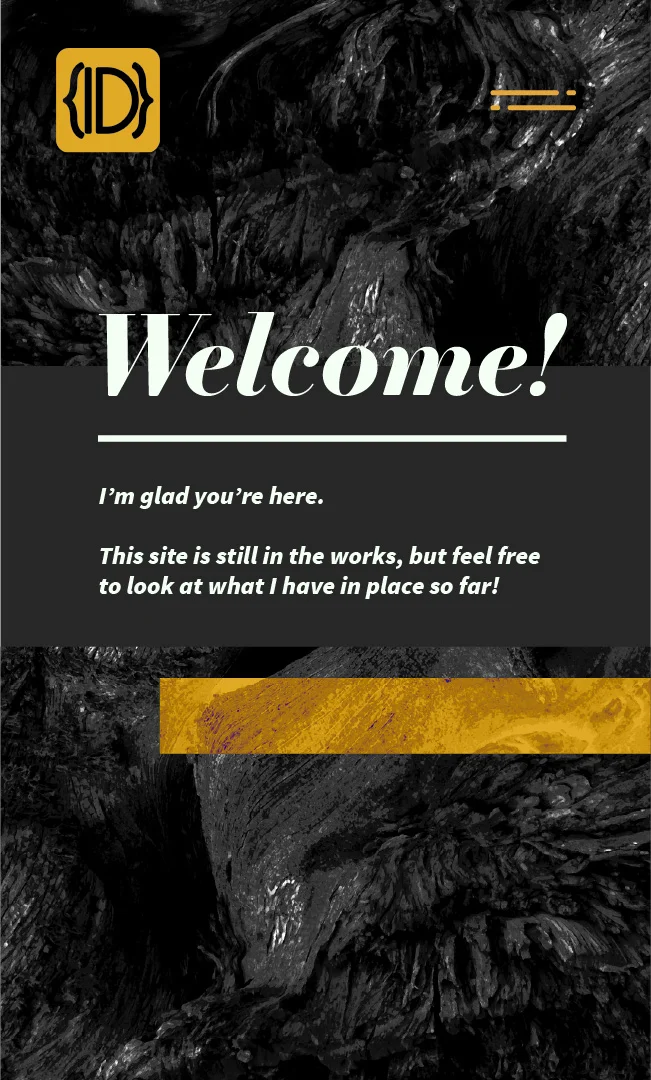 {ID}
Welcome!
I’m glad you’re here.
This site is still in the works, but feel free
to look at what I have in place so far!